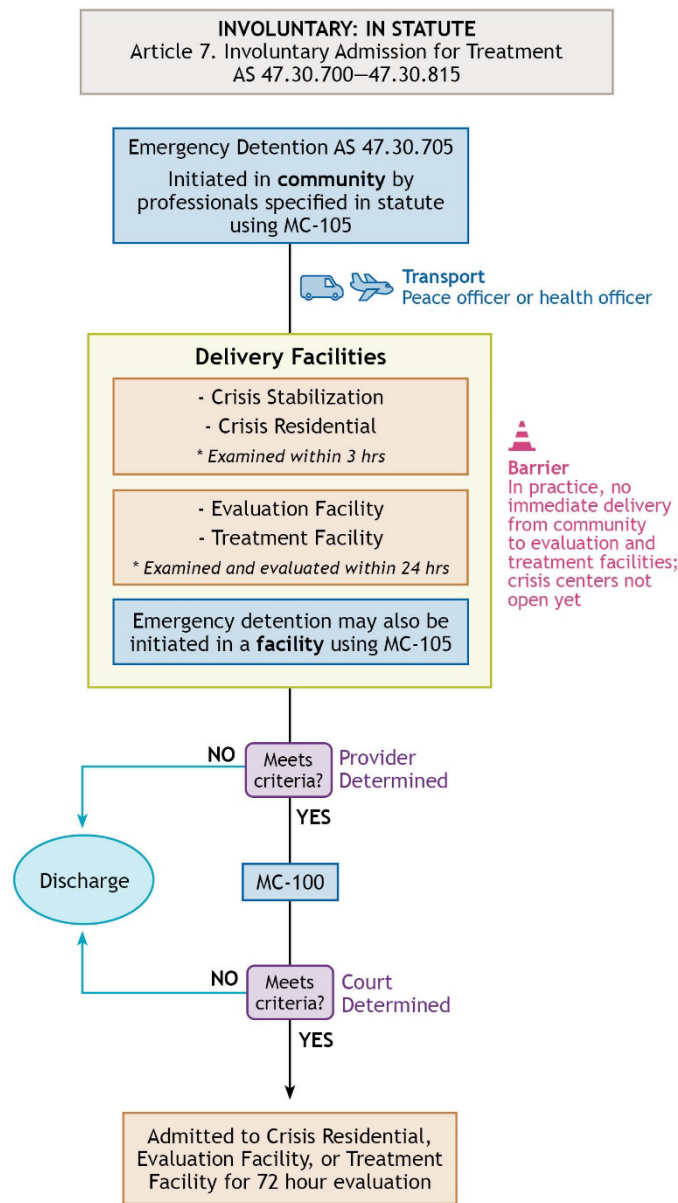 INVOLUNTARY: IN STATUTE
Article 7. Involuntary Admission for Treatment
AS 47.30.700—47.30.815
Emergency Detention AS 47.30.705
Initiated in community by
professionals specified in statute
using MC-105
Transport
Peace officer or health officer
Delivery Facilities
- Crisis Stabilization
- Crisis Residential
* Examined within 3 hrs
- Evaluation Facility
- Treatment Facility
* Examined and evaluated within 24 hrs
Emergency detention may also be
initiated in a facility using MC-105
Barrier
In practice, no
immediate delivery
from community
to evaluation and
treatment facilities;
crisis centers not
open yet
NO
Meets
criteria?
Provider
Determined
YES
Discharge
MC-100
NO
Meets
criteria?
Court
Determined
YES
Admitted to Crisis Residential,
Evaluation Facility, or Treatment
Facility for 72 hour evaluation